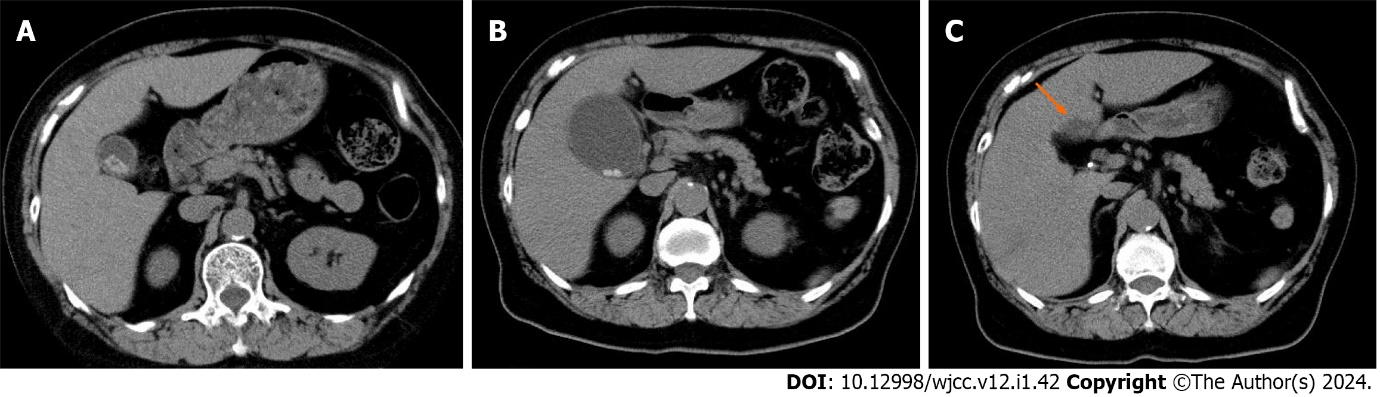 A
B
C
DOI: 10.12998/wjcc.v12.i1.42 Copyright ©The Author(s) 2024.